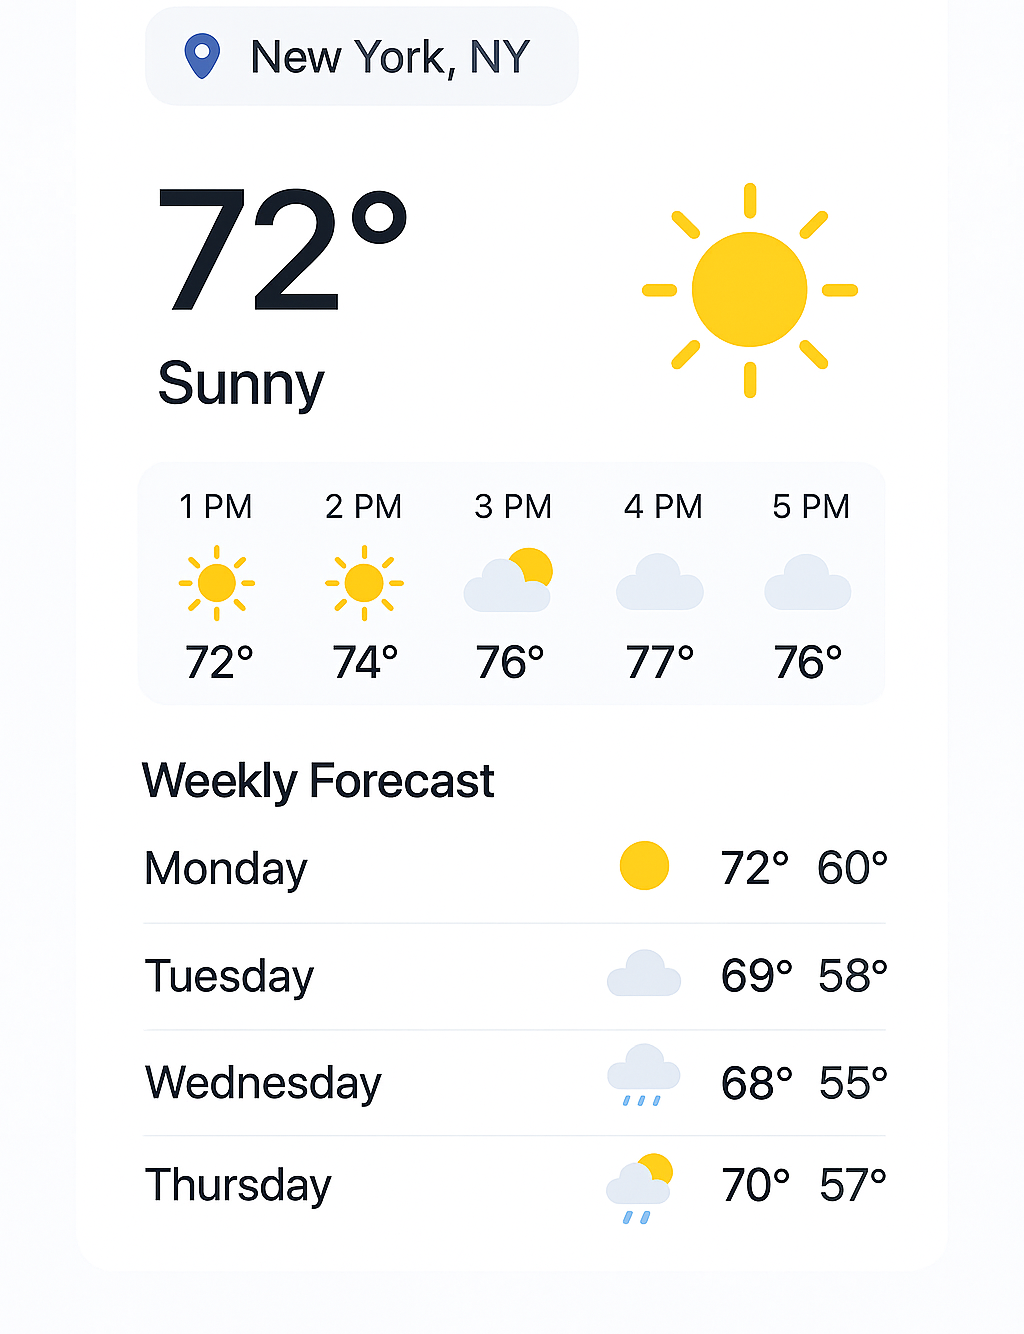 New York, NY
72°
Sunny
1 PM 2 PM 3 PM 4 PM 5 PM
72° 74° 76° 77° 76°
Weekly Forecast
Monday 72° 60°
Tuesday 69° 58°
Wednesday 68° 55°
Thursday 70° 57°